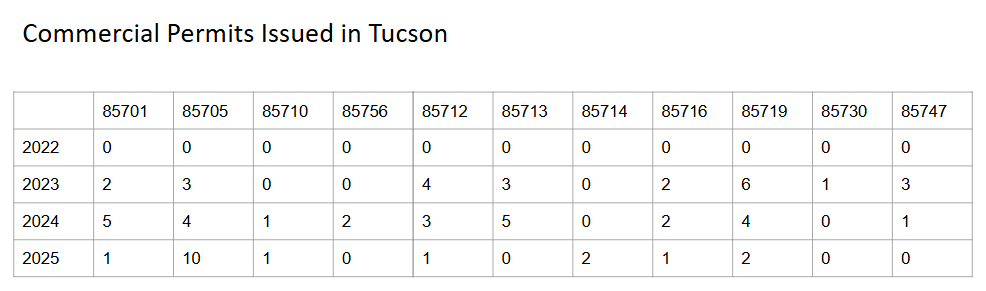 Commercial Permits Issued in Tucson
85701 85705 85710 85756 85712 85713 85714 85716 85719 85730 85747
2022 0 0 0 0 0 0 0 0 0 0 0
2023 2 3 0 0 4 3 0 2 6 1 3
2024 5 4 1 2 3 5 0 2 4 0 1
2025 1 10 1 0 1 0 2 1 2 0 0